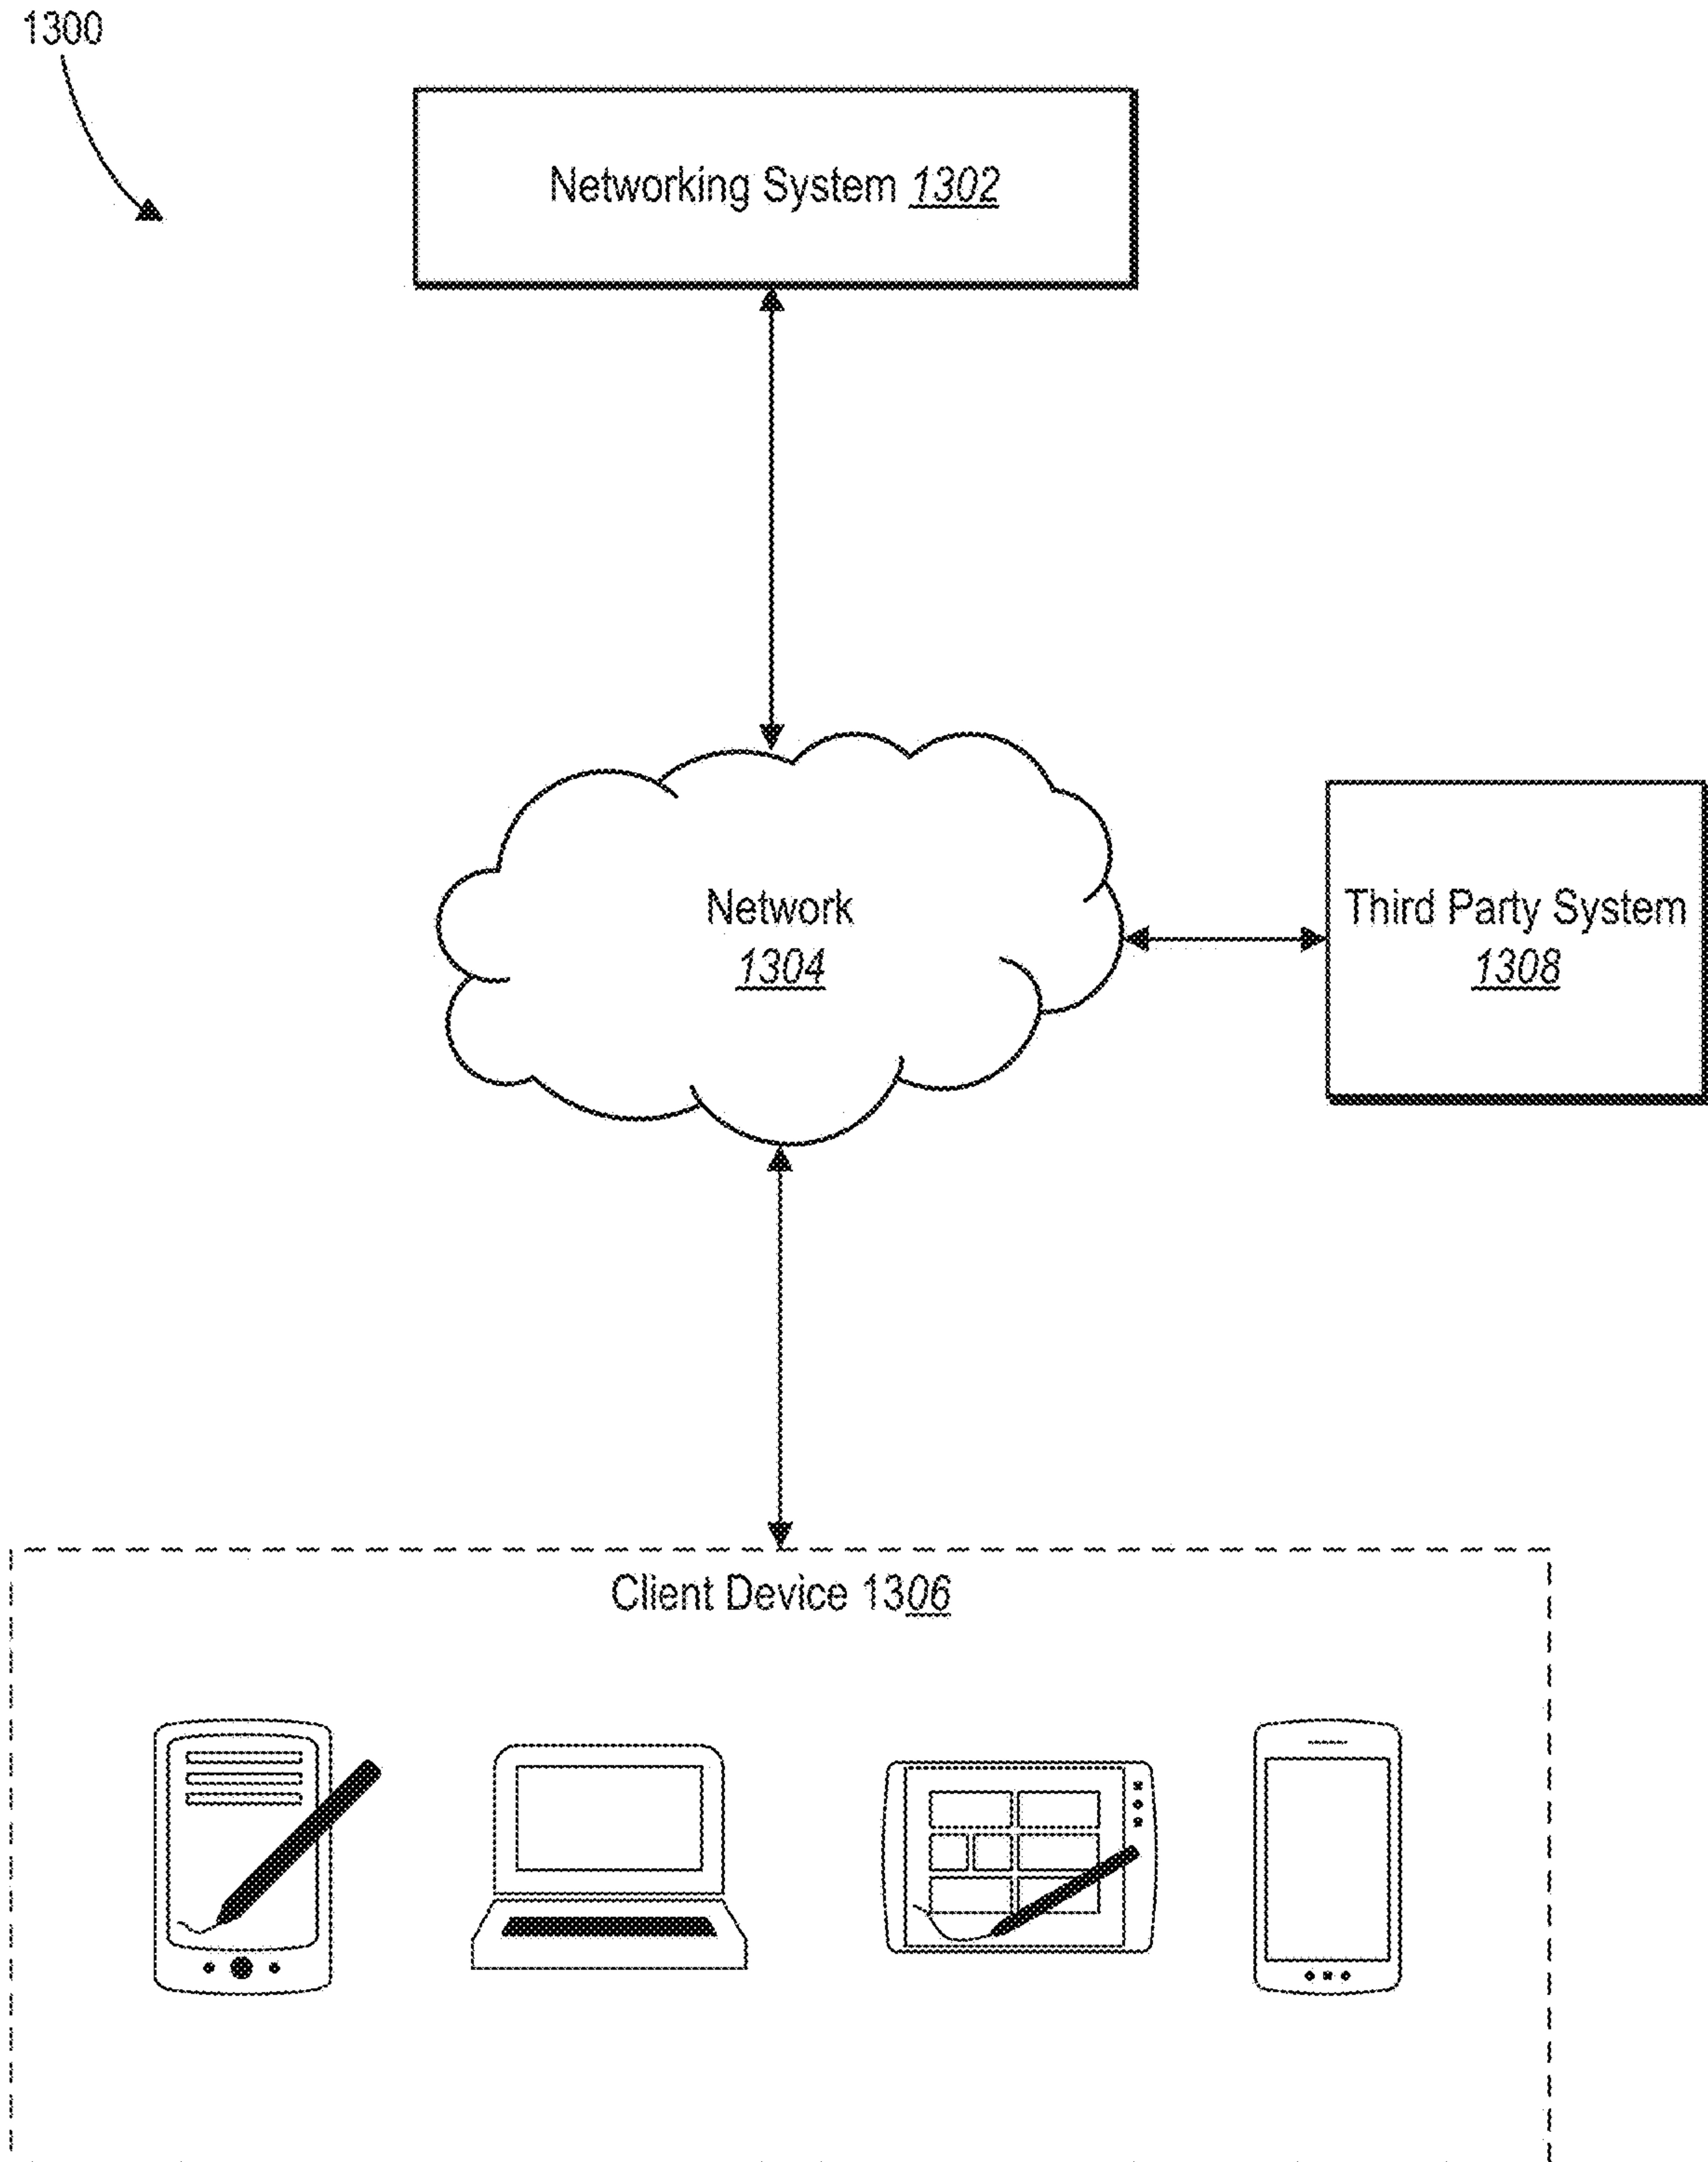 1300
Networking System 1302
Network
1304
Third Party System
1308
Client Device 1306